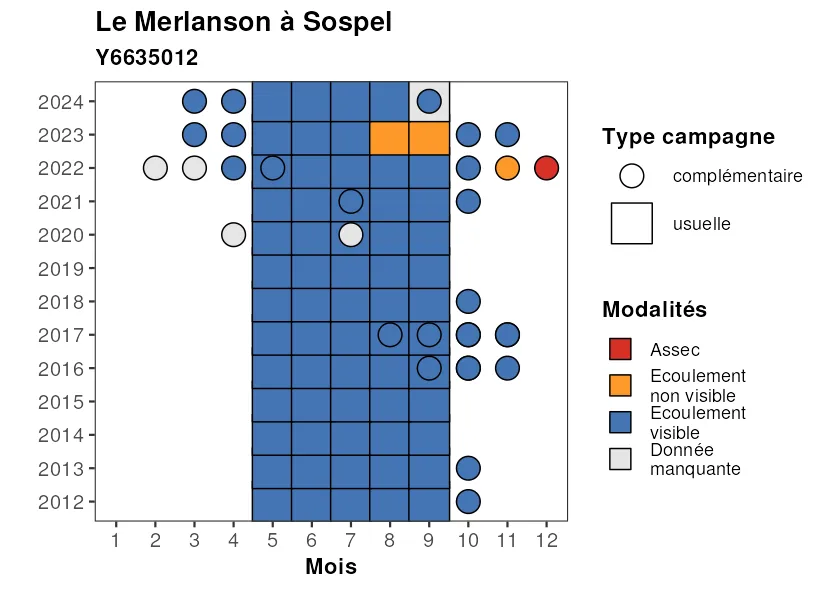 Le Merlanson à Sospel
Y6635012
2024
2023
2022
2021
2020
2019
2018
2017
2016
2015
2014
2013
2012
1 2 3 4 5 6 7 8 9 10 11 12
Mois
Type campagne
complémentaire
usuelle
Modalités
Assec
Ecoulement
non visible
Ecoulement
visible
Donnée
manquante